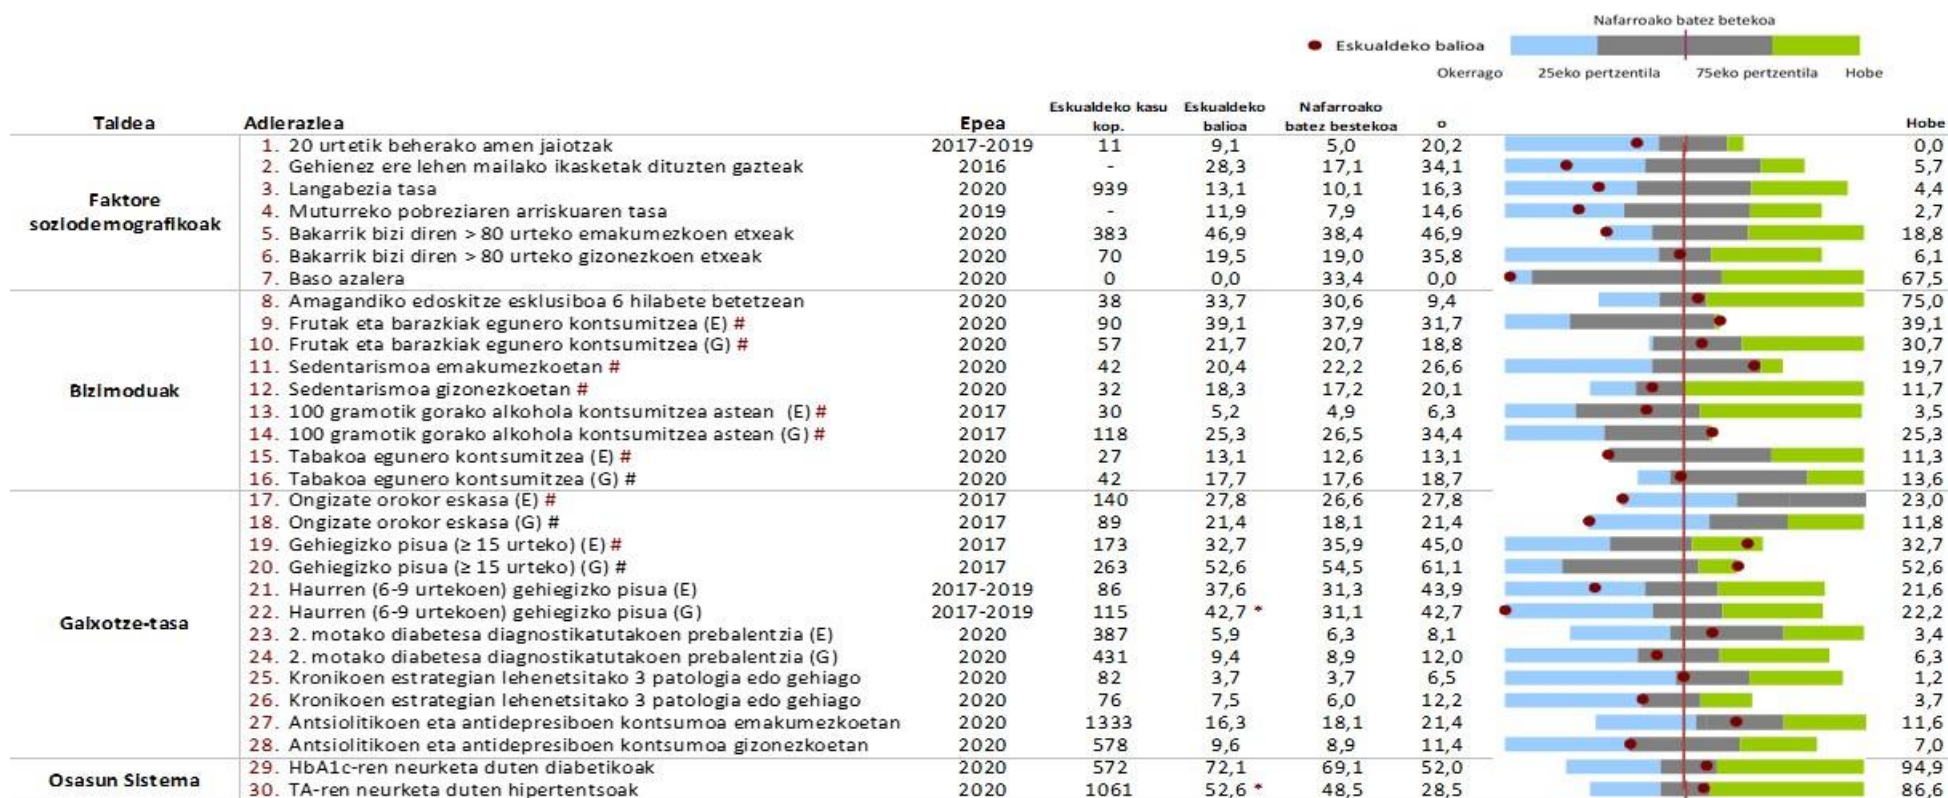 Nafarroako batez betekoa
Eskualdeko balioa
Okerrago 25eko pertzentila 75eko pertzentila Hobe
Taldea Adierazlea Epea Eskualdeko kasu kop. Eskualdeko balioa Nafarroako batez bestekoa o Hobe
Faktore soziodemografikoak
1. 20 urtetik beherako amen jaiotzak 2017-2019 11 9,1 5,0 20,2 0,0
2. Gehienez ere lehen mailako ikasketak dituzten gazteak 2016 - 28,3 17,1 34,1 5,7
3. Langabezia tasa 2020 939 13,1 10,1 16,3 4,4
4. Muturreko pobreziaren arriskuaren tasa 2019 - 11,9 7,9 14,6 2,7
5. Bakarrik bizi diren > 80 urteko emakumezkoen etxeak 2020 383 46,9 38,4 46,9 18,8
6. Bakarrik bizi diren > 80 urteko gizonezkoen etxeak 2020 70 19,5 19,0 35,8 6,1
7. Baso azalera 2020 0 0,0 33,4 0,0 67,5
Bizimoduak
8. Amagandiko edoskitze esklusiboa 6 hilabete betetzean 2020 38 33,7 30,6 9,4 75,0
9. Frutak eta barazkiak egunero kontsumitzea (E) # 2020 90 39,1 37,9 31,7 39,1
10. Frutak eta barazkiak egunero kontsumitzea (G) # 2020 57 21,7 20,7 18,8 30,7
11. Sedentarismoa emakumezkoetan # 2020 42 20,4 22,2 26,6 19,7
12. Sedentarismoa gizonezkoetan # 2020 32 18,3 17,2 20,1 11,7
13. 100 gramotik gorako alkohola kontsumitzea astean (E) # 2017 30 5,2 4,9 6,3 3,5
14. 100 gramotik gorako alkohola kontsumitzea astean (G) # 2017 118 25,3 26,5 34,4 25,3
15. Tabakoa egunero kontsumitzea (E) # 2020 27 13,1 12,6 13,1 11,3
16. Tabakoa egunero kontsumitzea (G) # 2020 42 17,7 17,6 18,7 13,6
Gaixotze-tasa
17. Ongizate orokor eskasa (E) # 2017 140 27,8 26,6 27,8 23,0
18. Ongizate orokor eskasa (G) # 2017 89 21,4 18,1 21,4 11,8
19. Gehiegizko pisua (≥ 15 urteko) (E) # 2017 173 32,7 35,9 45,0 32,7
20. Gehiegizko pisua (≥ 15 urteko) (G) # 2017 263 52,6 54,5 61,1 52,6
21. Haurren (6-9 urtekoen) gehiegizko pisua (E) 2017-2019 86 37,6 31,3 43,9 21,6
22. Haurren (6-9 urtekoen) gehiegizko pisua (G) 2017-2019 115 42,7 * 31,1 42,7 22,2
23. 2. motako diabetesa diagnostikatutakoen prebalentzia (E) 2020 387 5,9 6,3 8,1 3,4
24. 2. motako diabetesa diagnostikatutakoen prebalentzia (G) 2020 431 9,4 8,9 12,0 6,3
25. Kronikoen estrategian lehenetsitako 3 patologia edo gehiago 2020 82 3,7 3,7 6,5 1,2
26. Kronikoen estrategian lehenetsitako 3 patologia edo gehiago 2020 76 7,5 6,0 12,2 3,7
27. Antsiolitikoen eta antidepresiboen kontsumoa emakumezkoetan 2020 1333 16,3 18,1 21,4 11,6
28. Antsiolitikoen eta antidepresiboen kontsumoa gizonezkoetan 2020 578 9,6 8,9 11,4 7,0
Osasun Sistema
29. HbA1c-ren neurketa duten diabetikoak 2020 572 72,1 69,1 52,0 94,9
30. TA-ren neurketa duten hipertentsoak 2020 1061 52,6 * 48,5 28,5 86,6